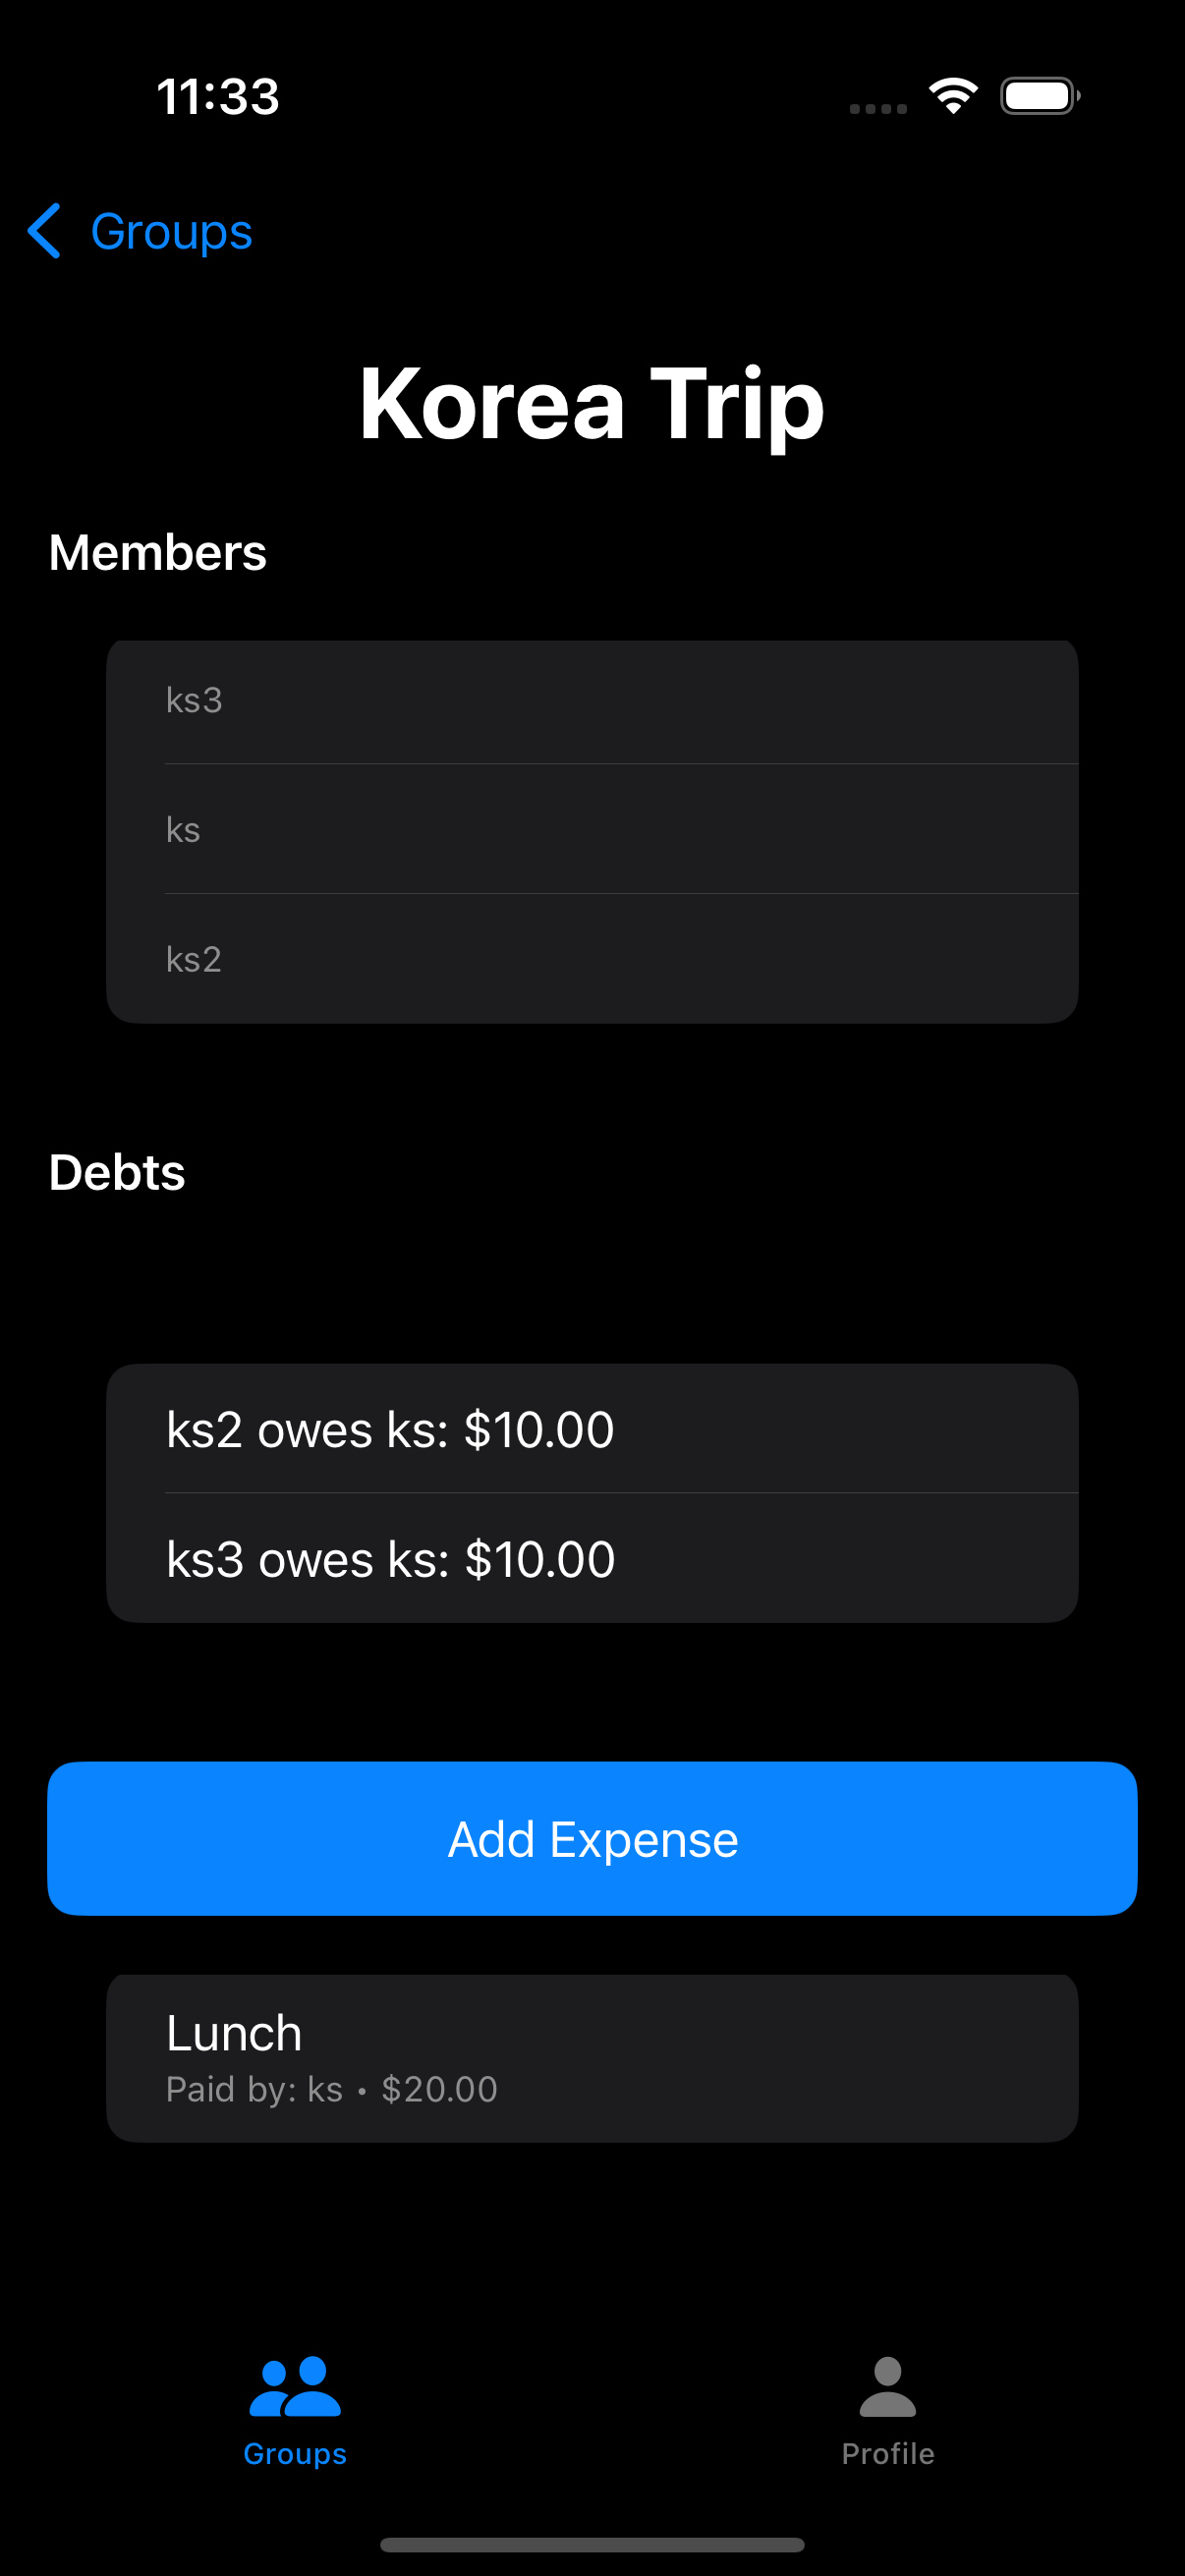 11:33
Groups
Korea Trip
Members
ks3
ks
ks2
Debts
ks2 owes ks: $10.00
ks3 owes ks: $10.00
Add Expense
Lunch
Paid by: ks • $20.00
Groups
Profile